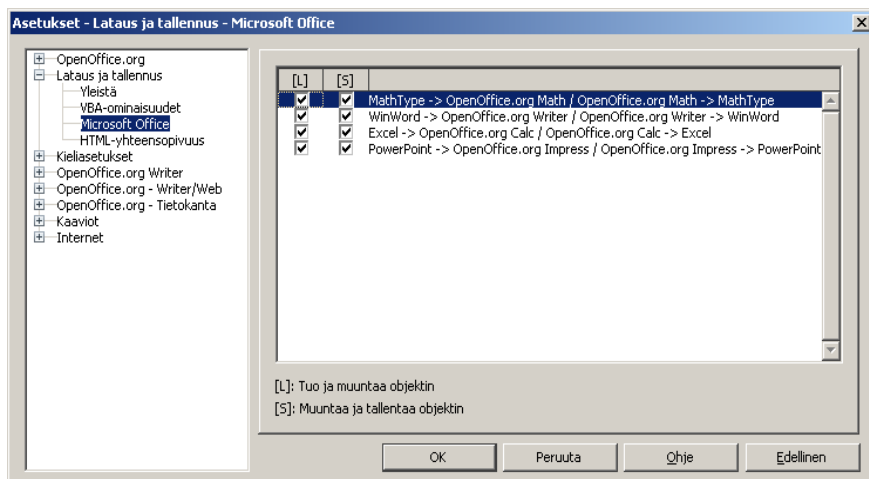 Asetukset - Lataus ja tallennus - Microsoft Office
OpenOffice.org
Lataus ja tallennus
Yleistä
VBA-ominaisuudet
Microsoft Office
HTML-yhteensopivuus
Kieliasetukset
OpenOffice.org Writer
OpenOffice.org - Writer/Web
OpenOffice.org - Tietokanta
Kaaviot
Internet
[L] [S]
MathType -> OpenOffice.org Math / OpenOffice.org Math -> MathType
WinWord -> OpenOffice.org Writer / OpenOffice.org Writer -> WinWord
Excel -> OpenOffice.org Calc / OpenOffice.org Calc -> Excel
PowerPoint -> OpenOffice.org Impress / OpenOffice.org Impress -> PowerPoint
[L]: Tuo ja muuntaa objektin
[S]: Muuntaa ja tallentaa objektin
OK Peruuta Ohje Edellinen